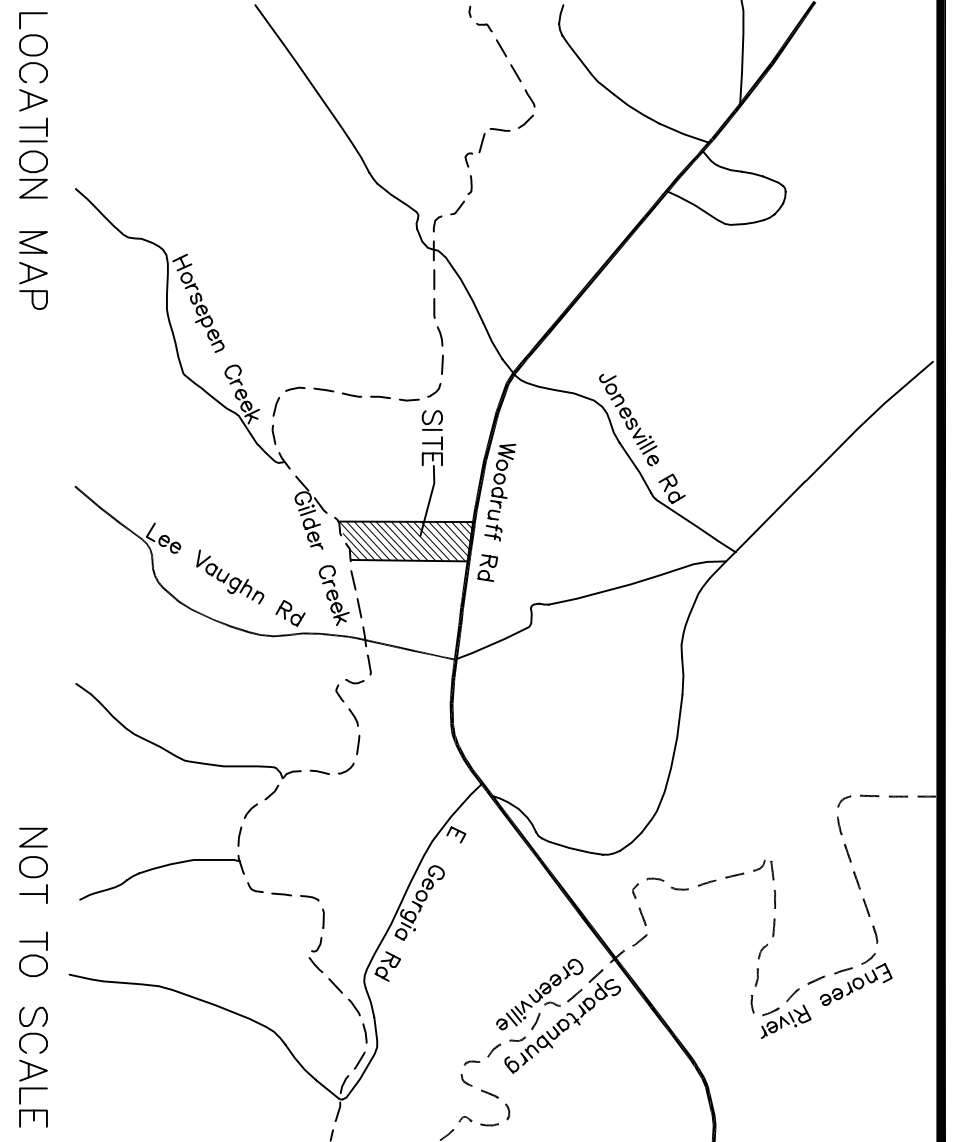 Jonesville Rd
Woodruff Rd
SITE
Horsepen Creek
Gilder Creek
Lee Vaughn Rd
E Georgia Rd
Enoree River
Spartanburg
Greenville
LOCATION MAP
NOT TO SCALE